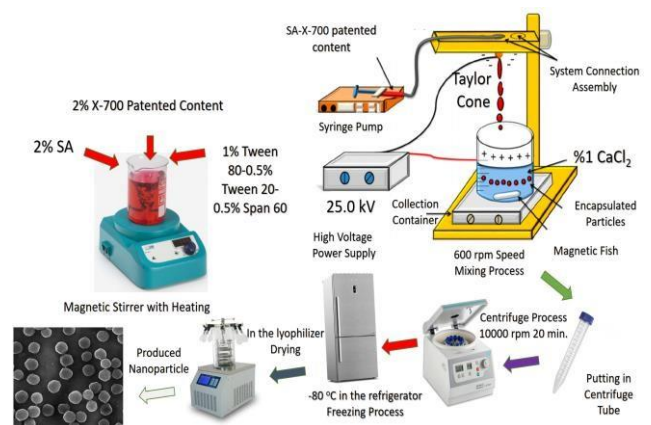 2% X-700 Patented Content
2% SA
1% Tween
80-0.5%
Tween 20-
0.5% Span 60
Magnetic Stirrer with Heating
SA-X-700 patented
content
Syringe Pump
Taylor
Cone
System Connection
Assembly
25.0 kV
High Voltage
Power Supply
Collection
Container
+ + + + + +
%1 CaCl₂
Encapsulated
Particles
Magnetic Fish
600 rpm Speed
Mixing Process
Putting in
Centrifuge
Tube
Centrifuge Process
10000 rpm 20 min.
-80 ºC in the refrigerator
Freezing Process
In the lyophilizer
Drying
Produced
Nanoparticle